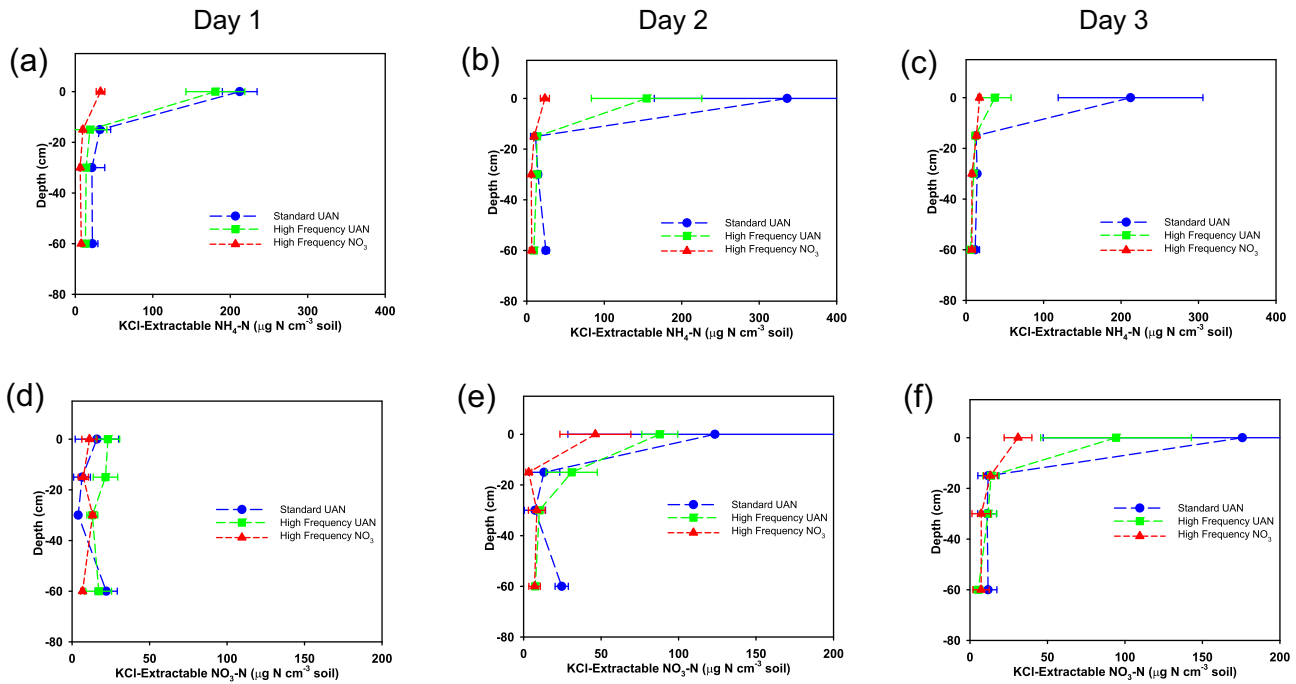 Day 1
Day 2
Day 3
(a)
0
-20
-40
-60
-80
Depth (cm)
Standard UAN
High Frequency UAN
High Frequency NO₃
0
100
200
300
400
KCl-Extractable NH₄-N (μg N cm⁻³ soil)
(b)
0
-20
-40
-60
-80
Depth (cm)
Standard UAN
High Frequency UAN
High Frequency NO₃
0
100
200
300
400
KCl-Extractable NH₄-N (μg N cm⁻³ soil)
(c)
0
-20
-40
-60
-80
Depth (cm)
Standard UAN
High Frequency UAN
High Frequency NO₃
0
100
200
300
400
KCl-Extractable NH₄-N (μg N cm⁻³ soil)
(d)
0
-20
-40
-60
-80
Depth (cm)
Standard UAN
High Frequency UAN
High Frequency NO₃
0
50
100
150
200
KCl-Extractable NO₃-N (μg N cm⁻³ soil)
(e)
0
-20
-40
-60
-80
Depth (cm)
Standard UAN
High Frequency UAN
High Frequency NO₃
0
50
100
150
200
KCl-Extractable NO₃-N (μg N cm⁻³ soil)
(f)
0
-20
-40
-60
-80
Depth (cm)
Standard UAN
High Frequency UAN
High Frequency NO₃
0
50
100
150
200
KCl-Extractable NO₃-N (μg N cm⁻³ soil)